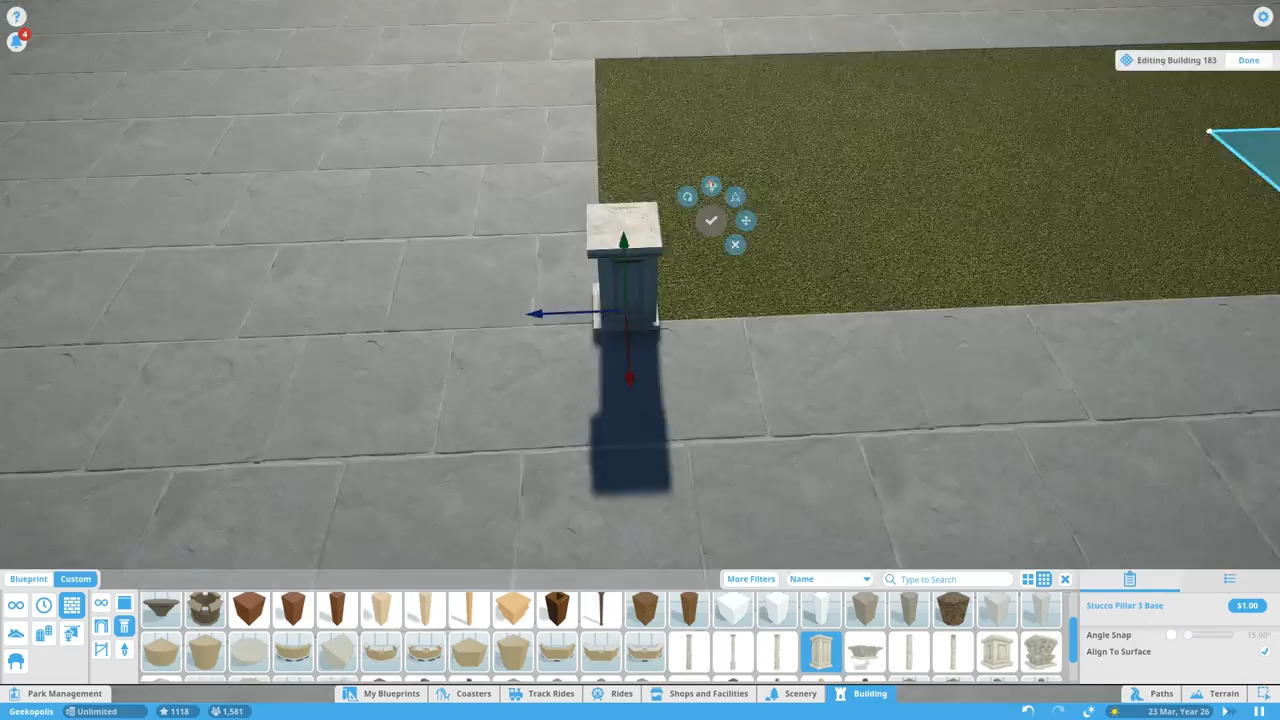 ?
4
Editing Building 183
Done
Blueprint
Custom
More Filters
Name
Type to Search
Stucco Pillar 3 Base
$1.00
Angle Snap
15.00°
Align To Surface
Park Management
My Blueprints
Coasters
Track Rides
Rides
Shops and Facilities
Scenery
Building
Paths
Terrain
Geekopolis
Unlimited
1118
1,581
23 Mar, Year 26